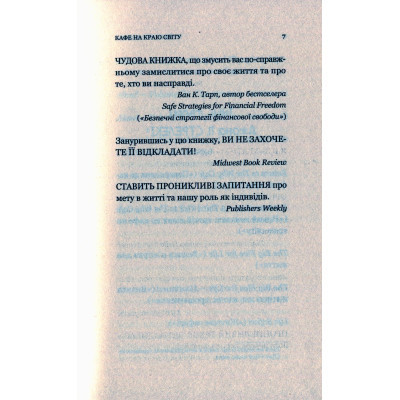 КАФЕ НА КРАЮ СВІТУ 7
ЧУДОВА КНИЖКА, що змусить вас по-справж-
ньому замислитися про своє життя та про
те, хто ви насправді.
Ван К. Тарп, автор бестселера
Safe Strategies for Financial Freedom
(«Безпечні стратегії фінансової свободи»)
Занурившись у цю книжку, ВИ НЕ ЗАХОЧЕ-
ТЕ ЇЇ ВІДКЛАДАТИ!
Midwest Book Review
СТАВИТЬ ПРОНИКЛИВІ ЗАПИТАННЯ про
мету в житті та нашу роль як індивідів.
Publishers Weekly